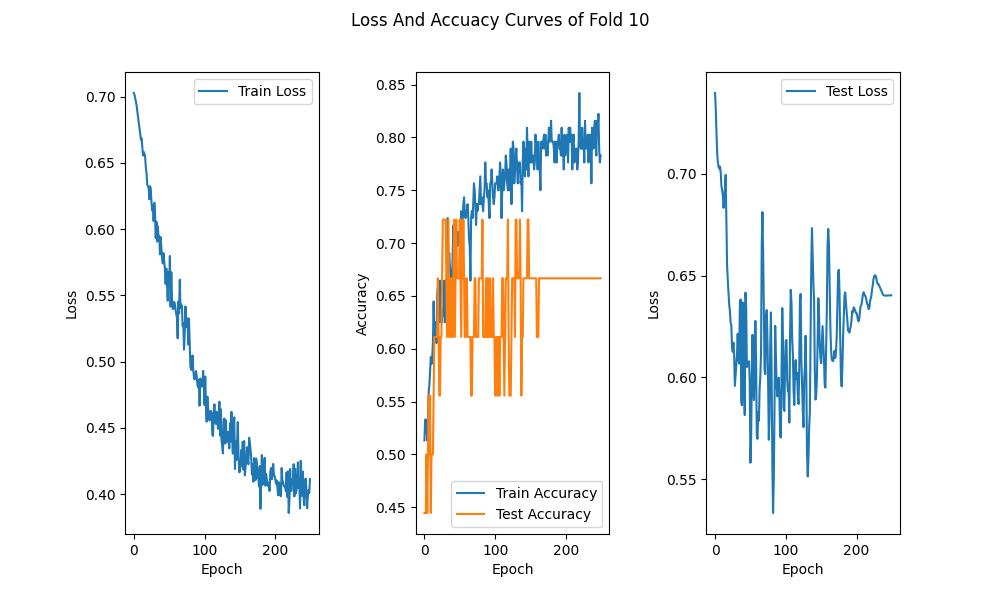 Loss And Accuacy Curves of Fold 10
Loss
0.70
0.65
0.60
0.55
0.50
0.45
0.40
Train Loss
0 100 200
Epoch
Accuracy
0.85
0.80
0.75
0.70
0.65
0.60
0.55
0.50
0.45
Train Accuracy
Test Accuracy
0 100 200
Epoch
Loss
0.70
0.65
0.60
0.55
Test Loss
0 100 200
Epoch